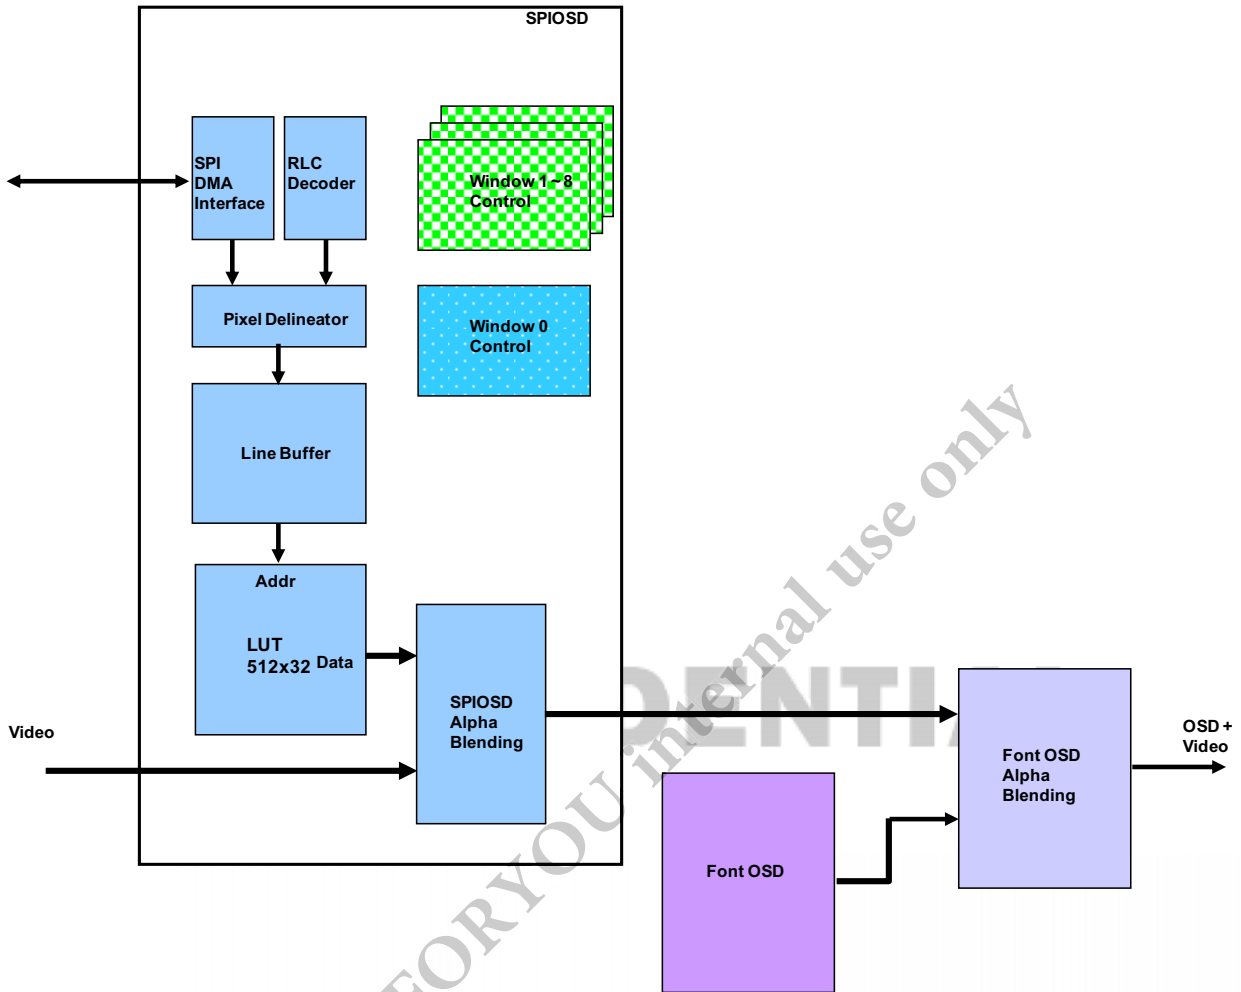 SPIOSD
SPI
DMA
Interface
RLC
Decoder
Window 1 ~ 8
Control
Pixel Delineator
Window 0
Control
Line Buffer
Addr
LUT
512x32
Data
SPIOSD
Alpha
Blending
Video
Font OSD
Alpha
Blending
OSD +
Video
Font OSD
FORYOU internal use only